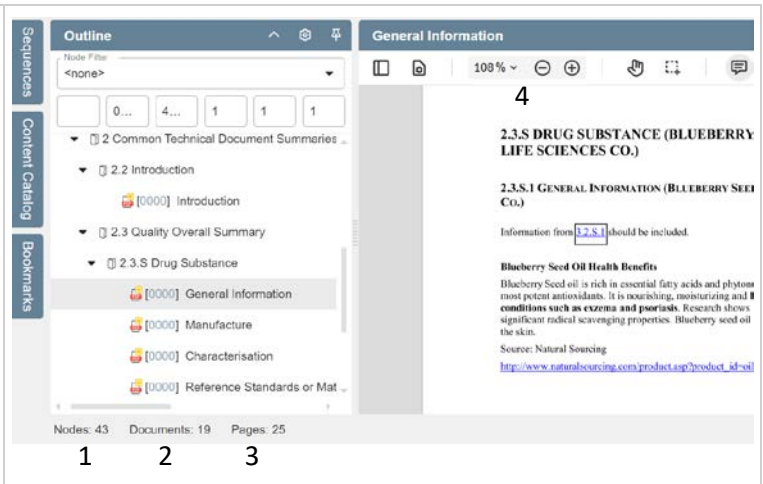 Sequences
Content Catalog
Bookmarks
Outline
Node Filter
<none>
0... 4... 1 1 1
2 Common Technical Document Summaries
2.2 Introduction
[0000] Introduction
2.3 Quality Overall Summary
2.3.S Drug Substance
[0000] General Information
[0000] Manufacture
[0000] Characterisation
[0000] Reference Standards or Mat
Nodes: 43 Documents: 19 Pages: 25
1 2 3
General Information
108%
4
2.3.S DRUG SUBSTANCE (BLUEBERRY
LIFE SCIENCES CO.)
2.3.S.1 GENERAL INFORMATION (BLUEBERRY SEE
CO.)
Information from 3.2.S.1 should be included.
Blueberry Seed Oil Health Benefits
Blueberry Seed oil is rich in essential fatty acids and phyton
most potent antioxidants. It is nourishing, moisturizing and
conditions such as exzema and psoriasis. Research shows
significant radical scavenging properties. Blueberry seed oil
the skin.
Source: Natural Sourcing
http://www.naturalsourcing.com/product.asp?product_id=oil